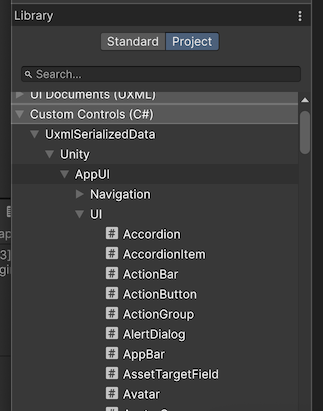 Library
Standard Project
Search...
UI Documents (UXML)
Custom Controls (C#)
UxmlSerializedData
Unity
AppUI
Navigation
UI
# Accordion
# AccordionItem
# ActionBar
# ActionButton
# ActionGroup
# AlertDialog
# AppBar
# AssetTargetField
# Avatar